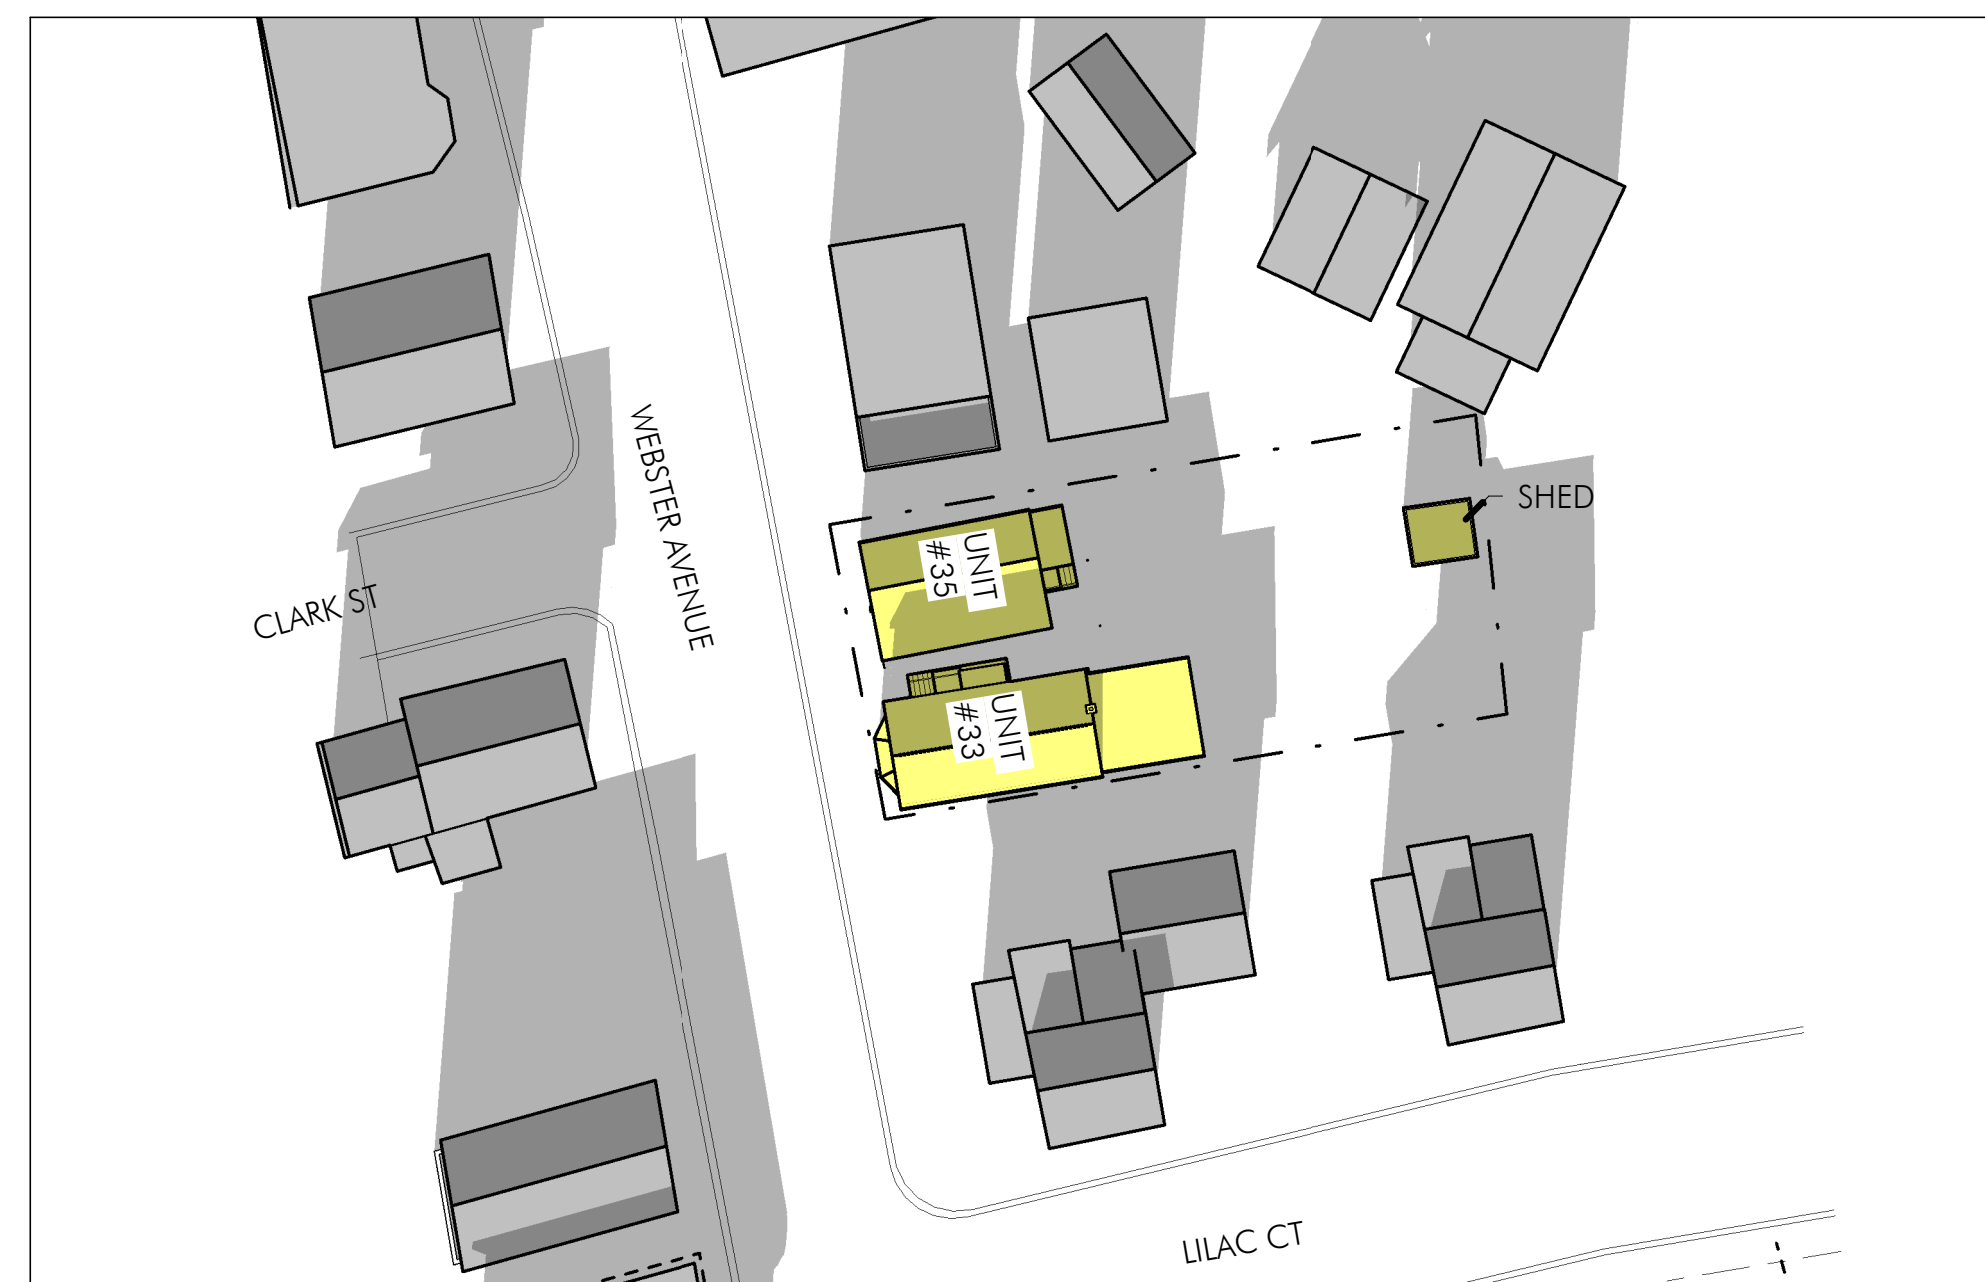 WEBSTER AVENUE
CLARK ST
SHED
UNIT
#35
UNIT
#33
LILAC CT